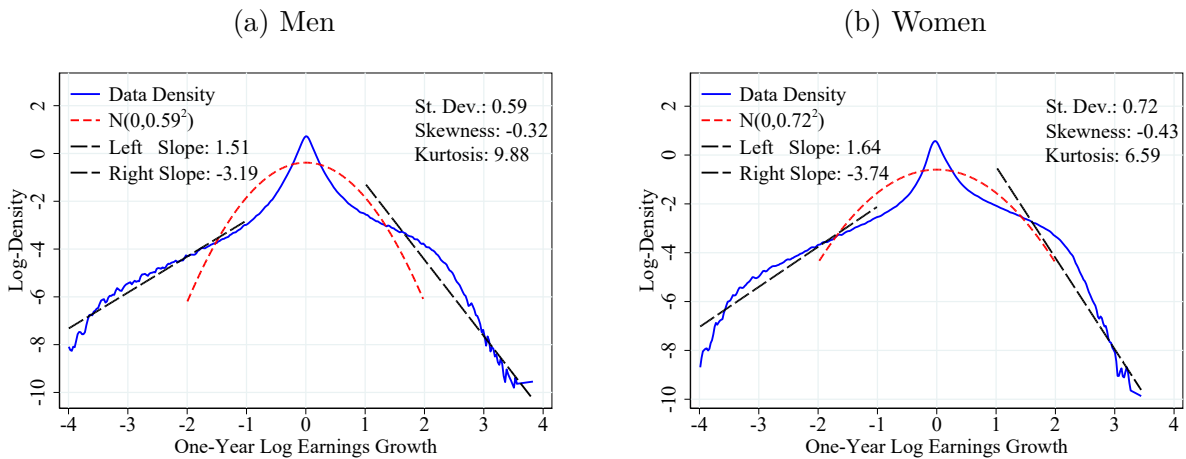 (a) Men
Data Density
N(0,0.59²)
Left Slope: 1.51
Right Slope: -3.19
St. Dev.: 0.59
Skewness: -0.32
Kurtosis: 9.88
Log-Density
2
0
-2
-4
-6
-8
-10
-4 -3 -2 -1 0 1 2 3 4
One-Year Log Earnings Growth
(b) Women
Data Density
N(0,0.72²)
Left Slope: 1.64
Right Slope: -3.74
St. Dev.: 0.72
Skewness: -0.43
Kurtosis: 6.59
Log-Density
2
0
-2
-4
-6
-8
-10
-4 -3 -2 -1 0 1 2 3 4
One-Year Log Earnings Growth